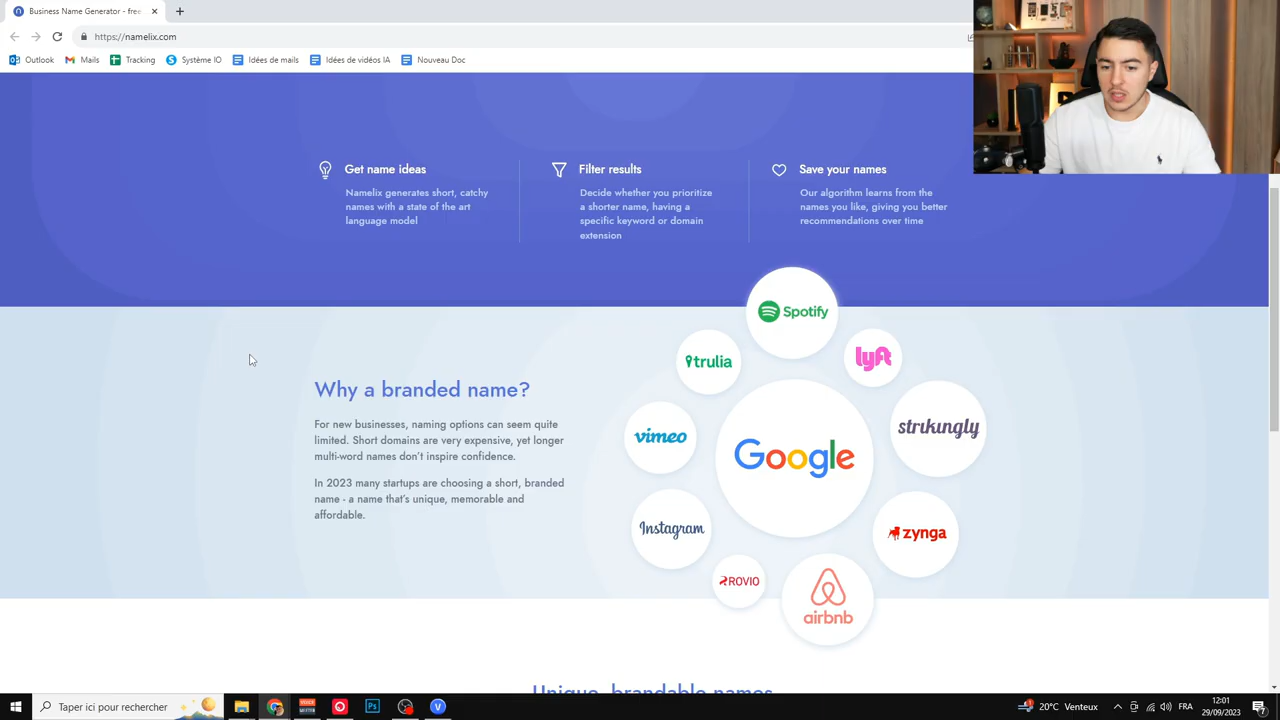 Business Name Generator - free
https://namelix.com
Outlook
Mails
Tracking
Système IO
Idées de mails
Idées de vidéos IA
Nouveau Doc
Get name ideas
Namelix generates short, catchy
names with a state of the art
language model
Filter results
Decide whether you prioritize
a shorter name, having a
specific keyword or domain
extension
Save your names
Our algorithm learns from the
names you like, giving you better
recommendations over time
Why a branded name?
For new businesses, naming options can seem quite
limited. Short domains are very expensive, yet longer
multi-word names don't inspire confidence.
In 2023 many startups are choosing a short, branded
name - a name that's unique, memorable and
affordable.
Spotify
trulia
lyft
vimeo
Google
strikingly
Instagram
zynga
ROVIO
airbnb
Unique, brandable names
Taper ici pour rechercher
20°C Venteux
FRA
12:01
29/09/2023